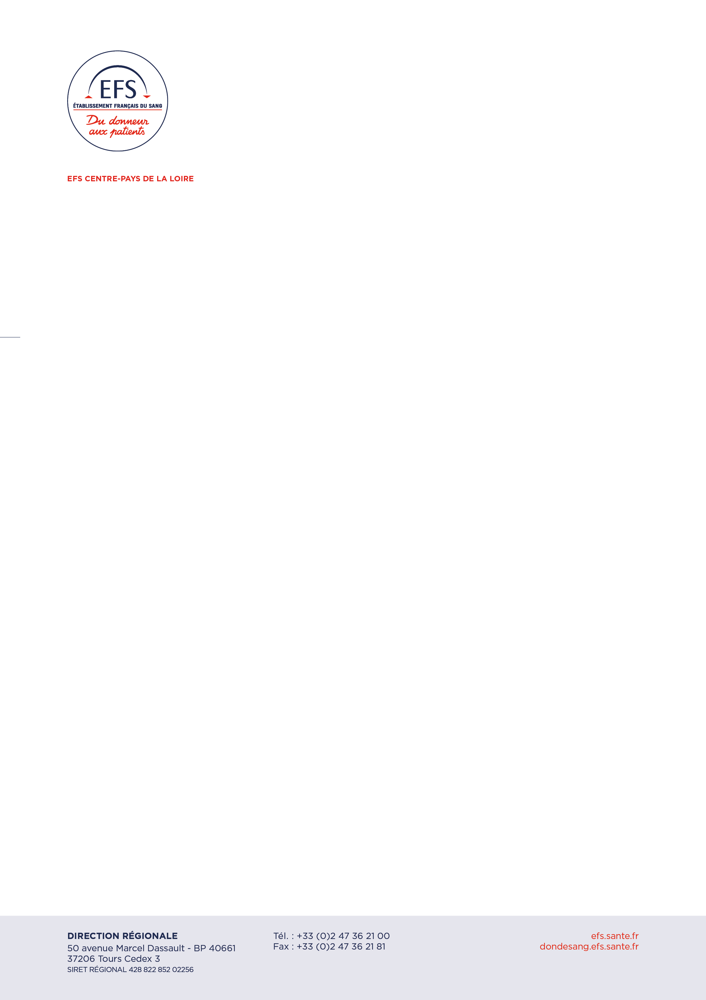 EFS
ÉTABLISSEMENT FRANÇAIS DU SANG
Du donneur
aux patients
EFS CENTRE-PAYS DE LA LOIRE
DIRECTION RÉGIONALE
50 avenue Marcel Dassault - BP 40661
37206 Tours Cedex 3
SIRET RÉGIONAL 428 822 852 02256
Tél. : +33 (0)2 47 36 21 00
Fax : +33 (0)2 47 36 21 81
efs.sante.fr
dondesang.efs.sante.fr